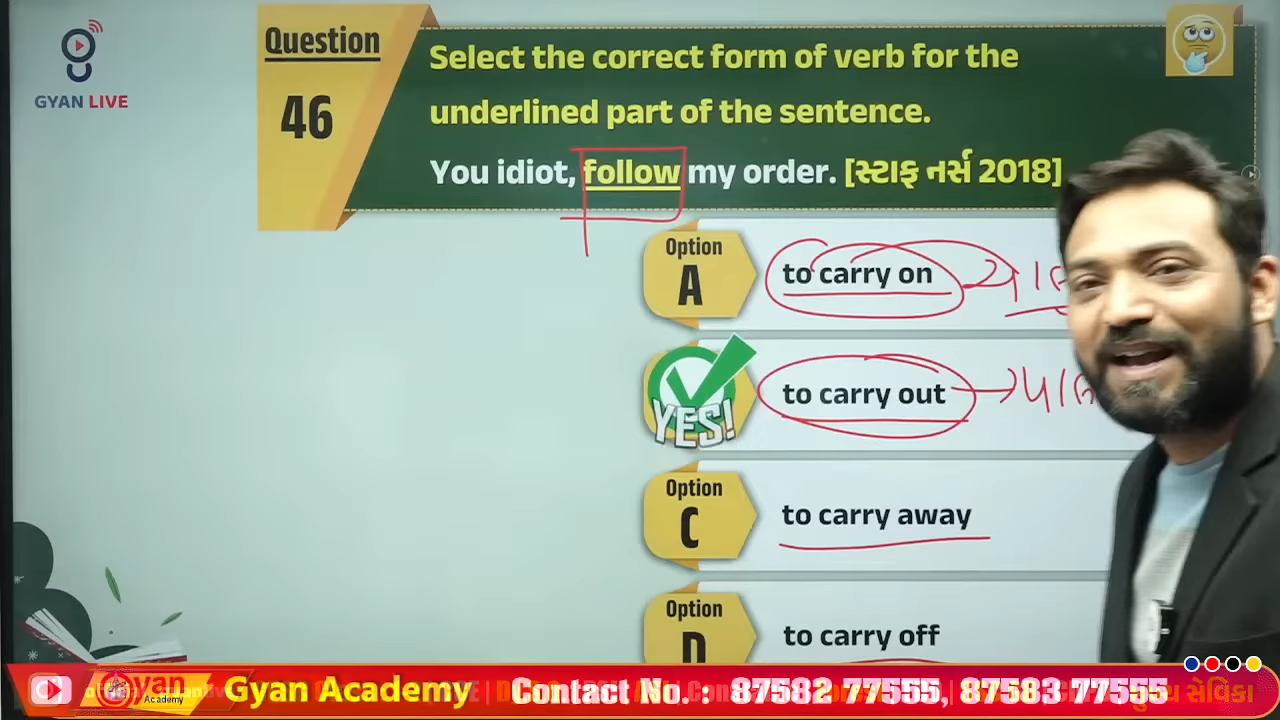 GYAN LIVE
Question
46
Select the correct form of verb for the
underlined part of the sentence.
You idiot, follow my order. [સ્ટાફ નર્સ 2018]
Option
A
to carry on
YES!
to carry out
Option
C
to carry away
Option
D
to carry off
Gyan
Academy
Gyan Academy
Contact No. : 87582 77555, 87583 77555